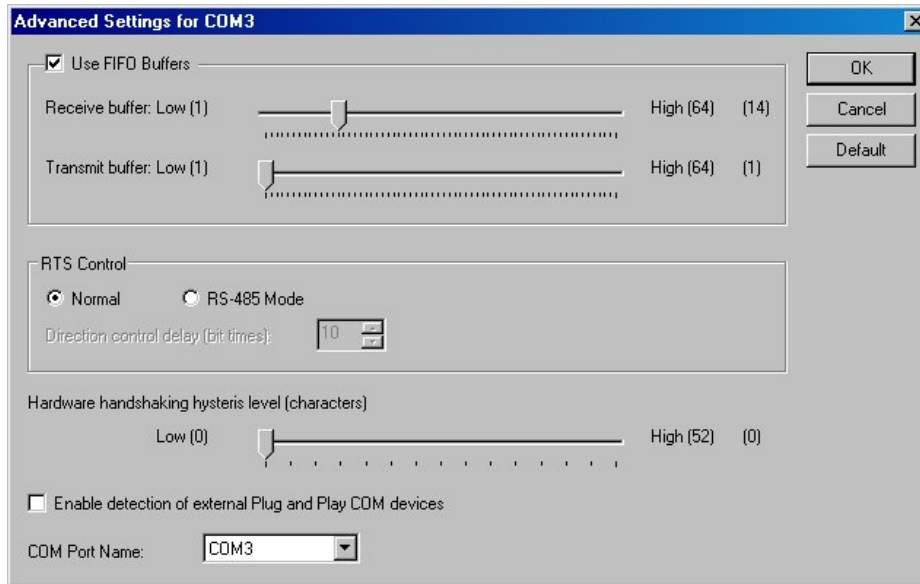 Advanced Settings for COM3
Use FIFO Buffers
OK
Receive buffer: Low (1) High (64) (14)
Cancel
Default
Transmit buffer: Low (1) High (64) (1)
RTS Control
Normal RS-485 Mode
Direction control delay (bit times): 10
Hardware handshaking hysteris level (characters)
Low (0) High (52) (0)
Enable detection of external Plug and Play COM devices
COM Port Name: COM3